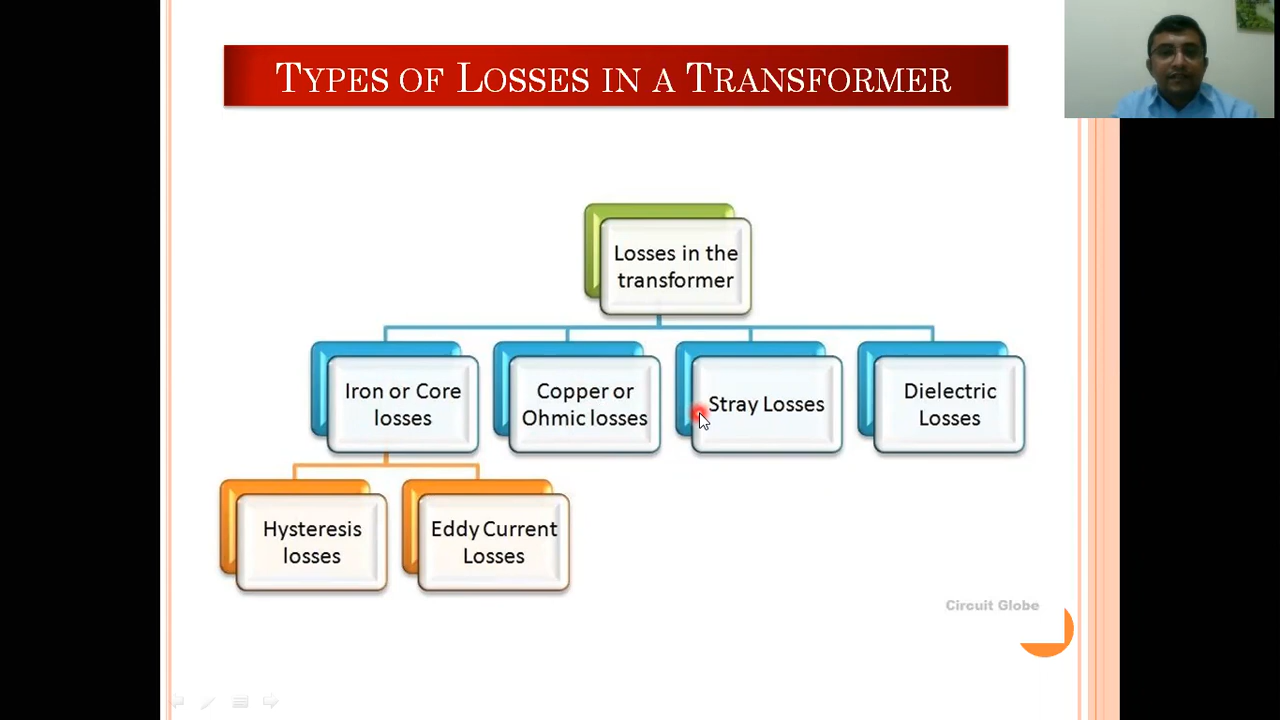 TYPES OF LOSSES IN A TRANSFORMER
Losses in the
transformer
Iron or Core
losses
Copper or
Ohmic losses
Stray Losses
Dielectric
Losses
Hysteresis
losses
Eddy Current
Losses
Circuit Globe